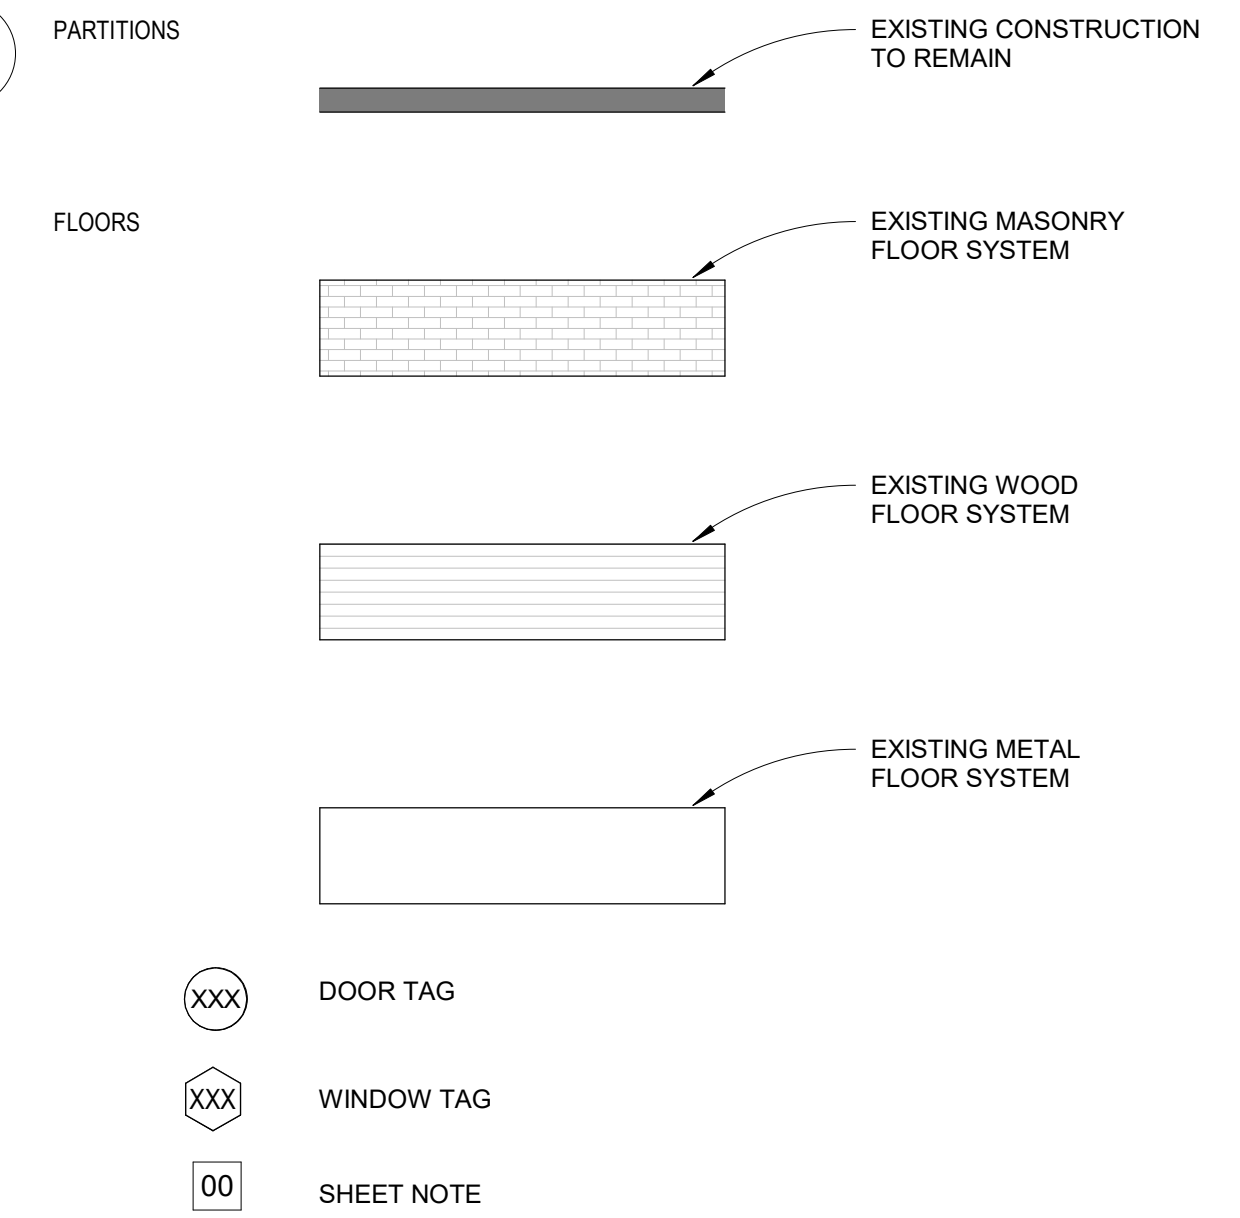 PARTITIONS
EXISTING CONSTRUCTION
TO REMAIN
FLOORS
EXISTING MASONRY
FLOOR SYSTEM
EXISTING WOOD
FLOOR SYSTEM
EXISTING METAL
FLOOR SYSTEM
XXX DOOR TAG
XXX WINDOW TAG
00 SHEET NOTE